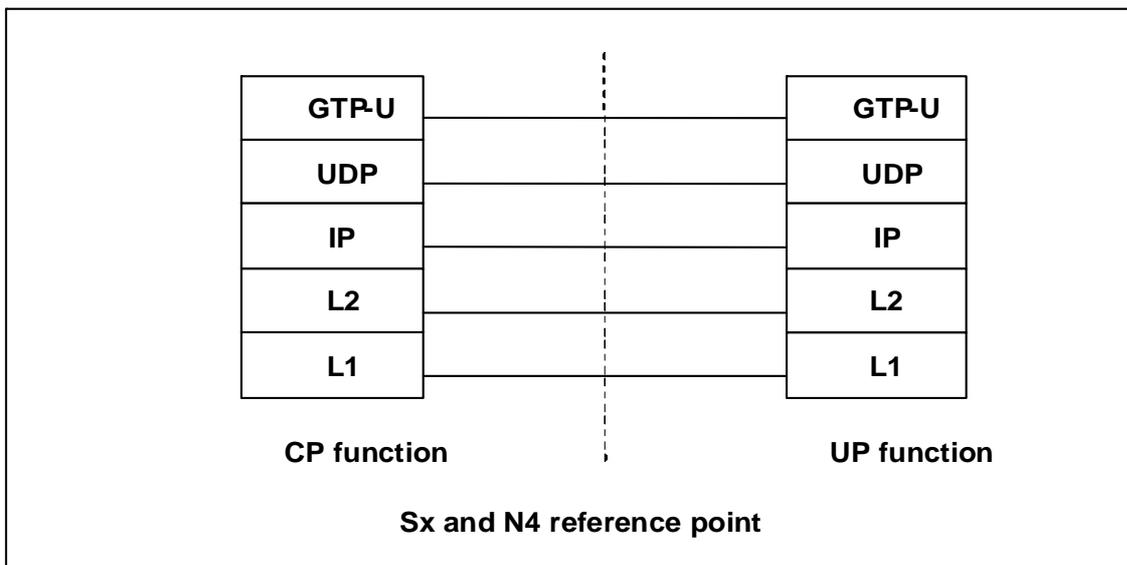 GTP-U
UDP
IP
L2
L1
CP function
GTP-U
UDP
IP
L2
L1
UP function
Sx and N4 reference point